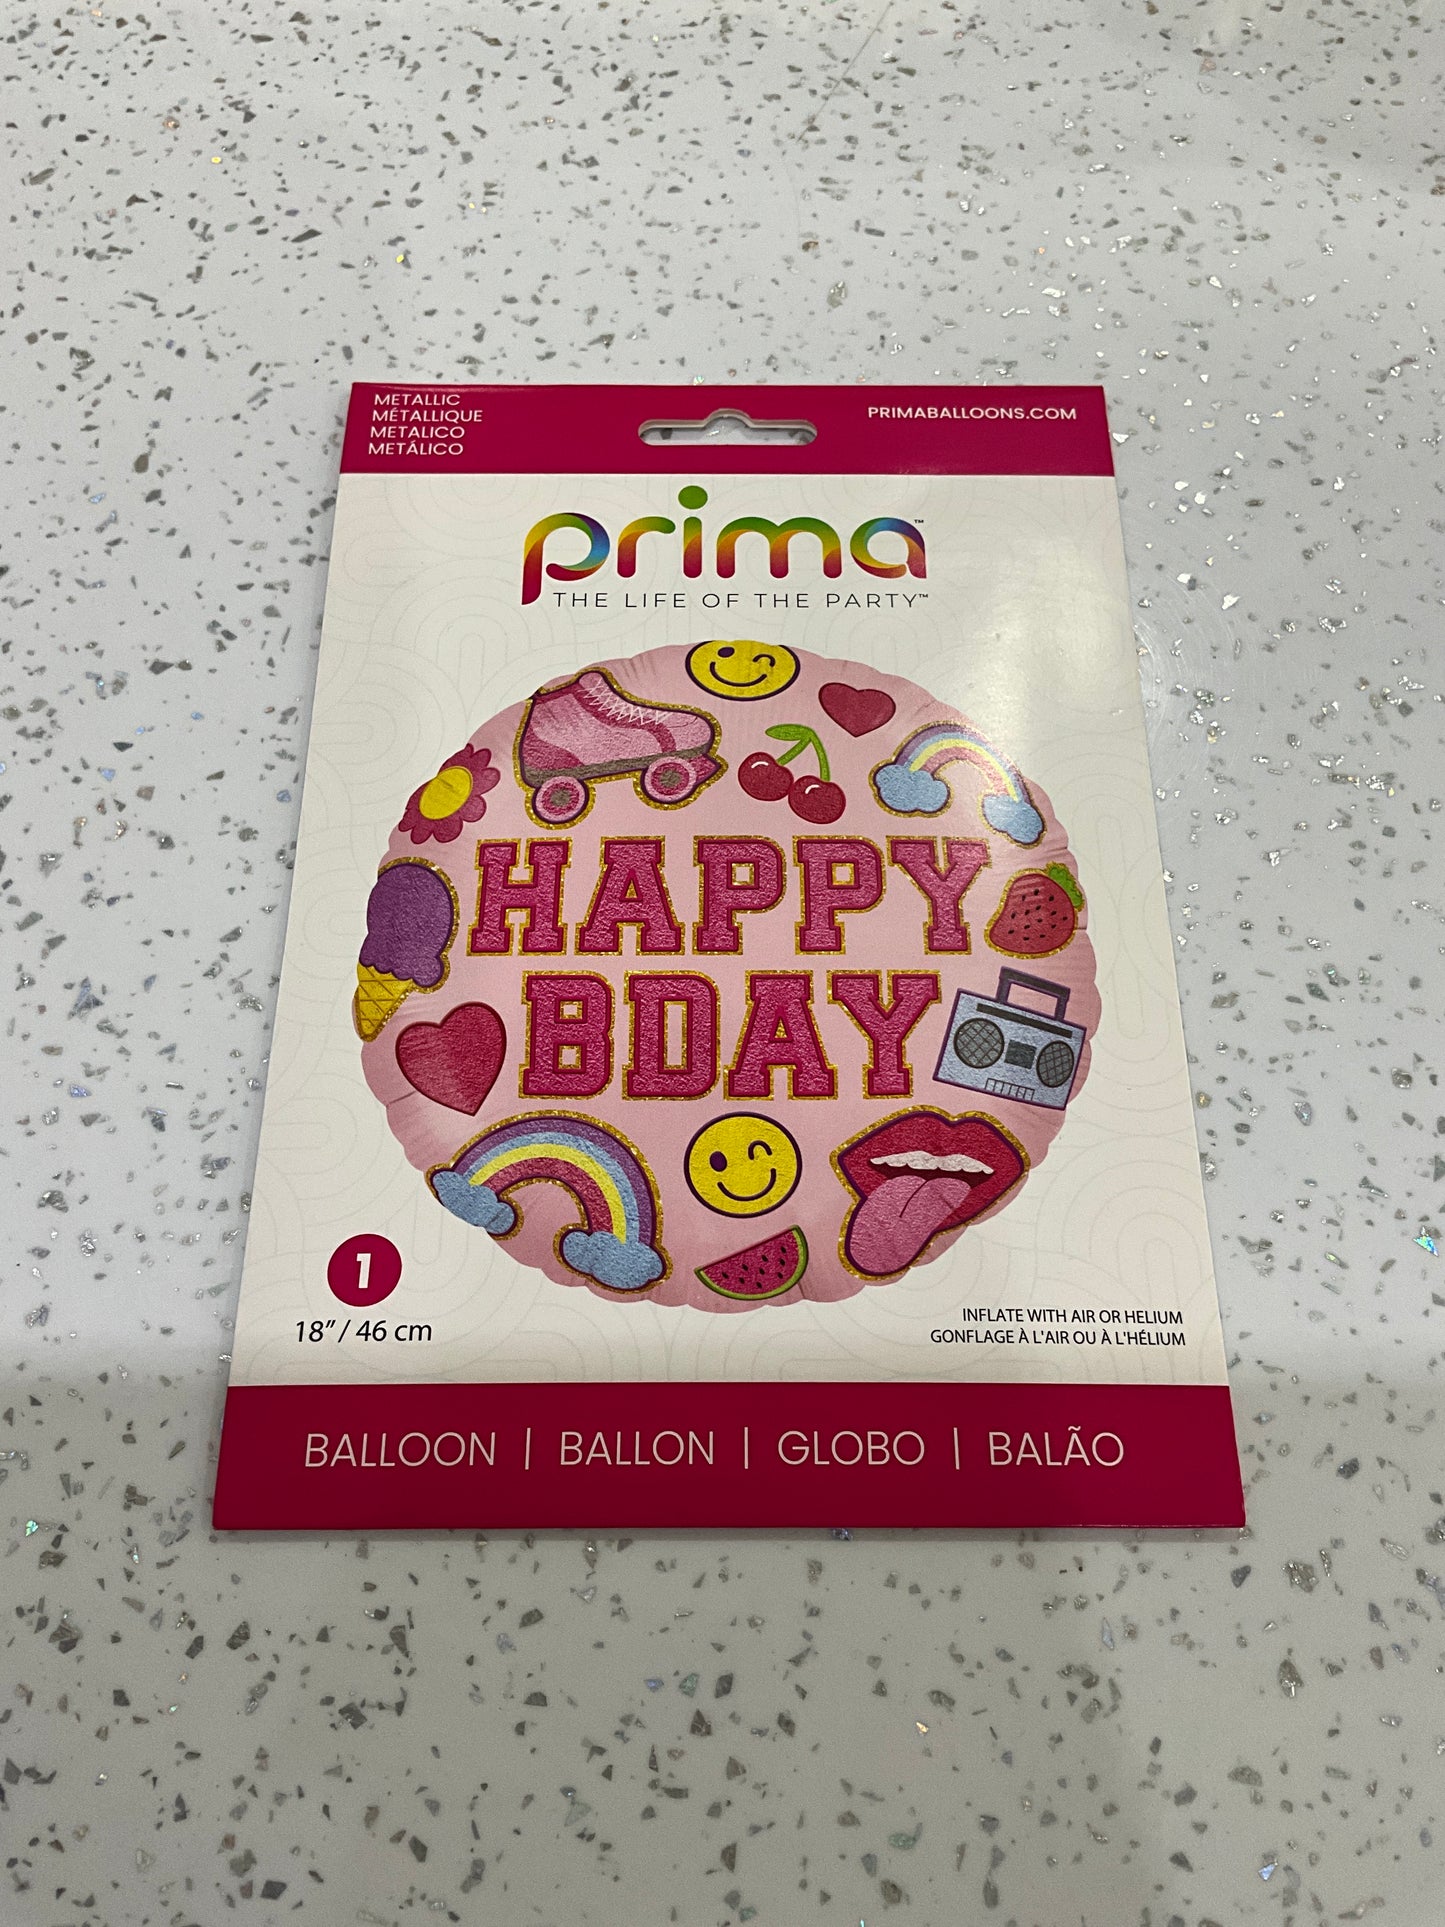 METALLIC
MÉTALLIQUE
METALICO
METÁLICO
PRIMABALLOONS.COM
prima™
THE LIFE OF THE PARTY™
HAPPY
BDAY
1
18" / 46 cm
INFLATE WITH AIR OR HELIUM
GONFLAGE À L'AIR OU À L'HÉLIUM
BALLOON | BALLON | GLOBO | BALÃO